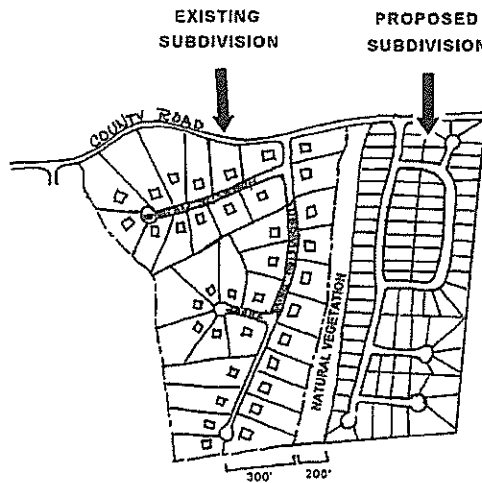 EXISTING
SUBDIVISION
PROPOSED
SUBDIVISION
COUNTY ROAD
NATURAL VEGETATION
300'
200'